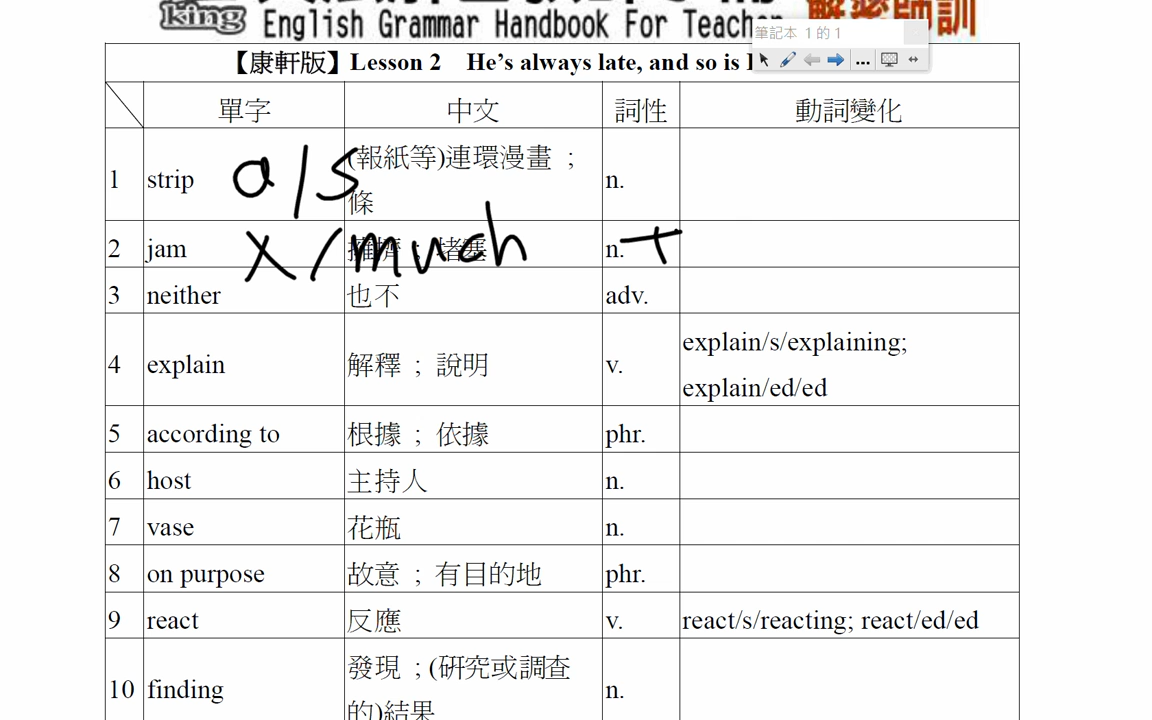 king
English Grammar Handbook For Teacher
筆記本 1 的 1
【康軒版】Lesson 2 He's always late, and so is
單字 中文 詞性 動詞變化
1 strip (報紙等)連環漫畫 ; 條 n.
a/s
2 jam 擁擠 ; 堵塞 n.
x/much +
3 neither 也不 adv.
4 explain 解釋 ; 說明 v. explain/s/explaining;
explain/ed/ed
5 according to 根據 ; 依據 phr.
6 host 主持人 n.
7 vase 花瓶 n.
8 on purpose 故意 ; 有目的地 phr.
9 react 反應 v. react/s/reacting; react/ed/ed
10 finding 發現 ; (研究或調查
的)結果 n.